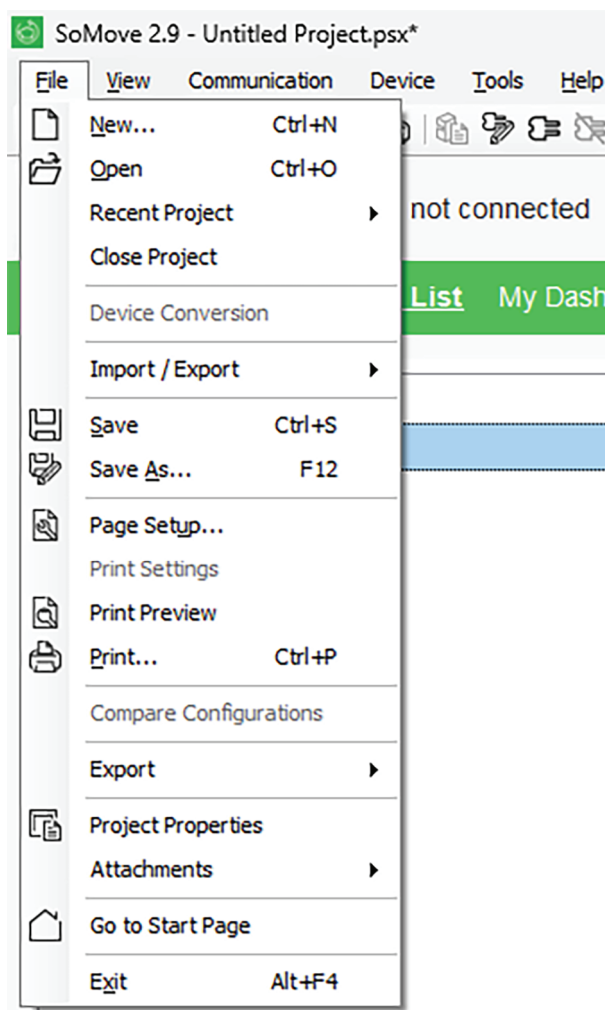 SoMove 2.9 - Untitled Project.psx*
File View Communication Device Tools Help
New... Ctrl+N
Open Ctrl+O
Recent Project
not connected
Close Project
List My Dash
Device Conversion
Import / Export
Save Ctrl+S
Save As... F12
Page Setup...
Print Settings
Print Preview
Print... Ctrl+P
Compare Configurations
Export
Project Properties
Attachments
Go to Start Page
Exit Alt+F4